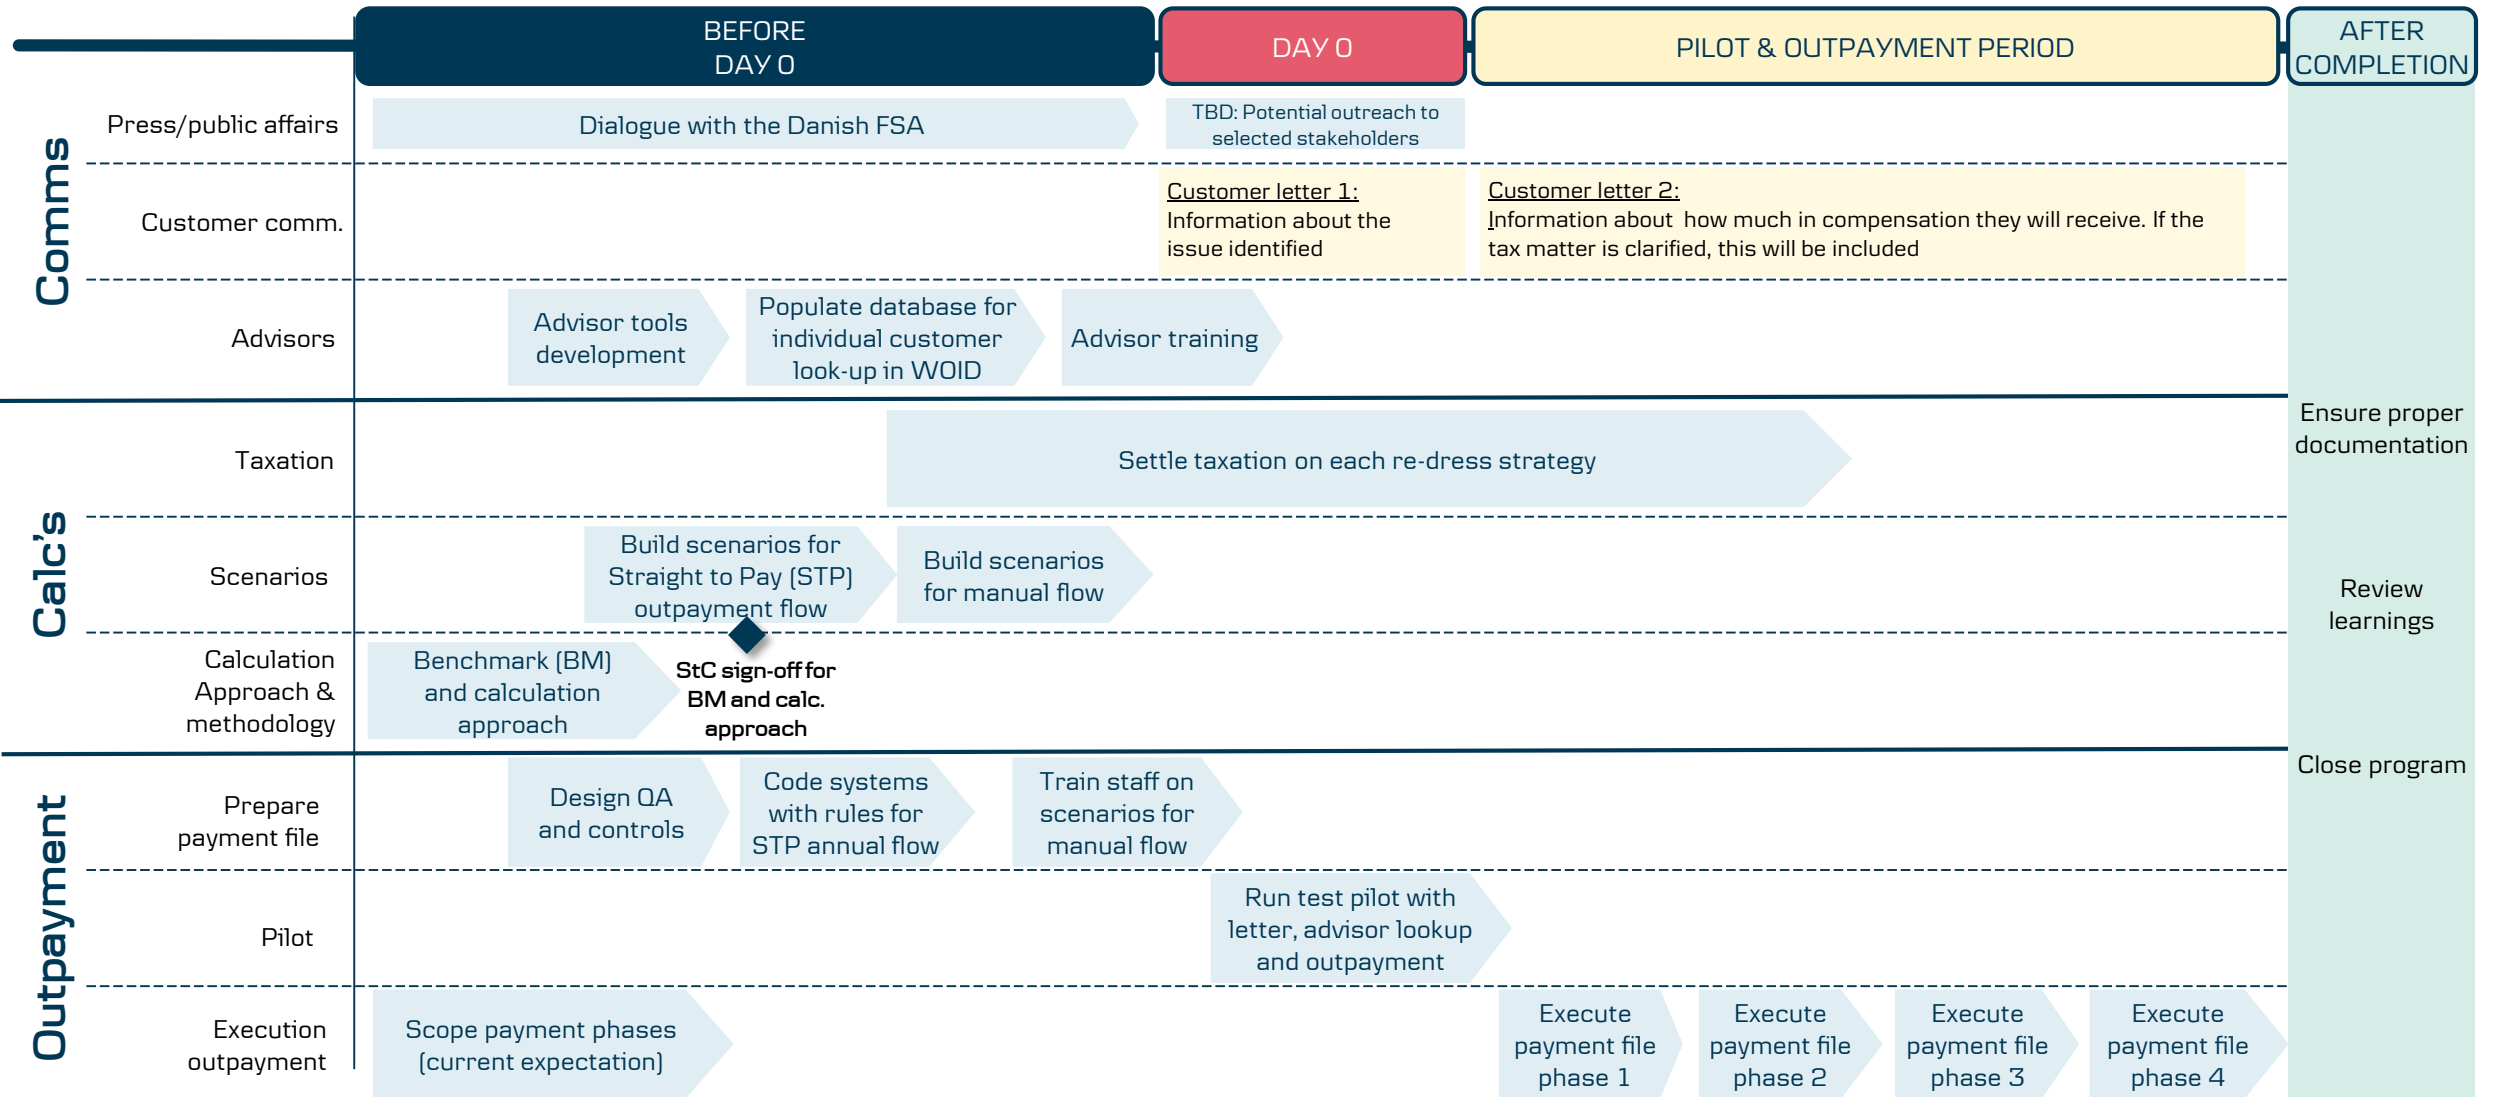 BEFORE
DAY 0
DAY 0
PILOT & OUTPAYMENT PERIOD
AFTER
COMPLETION
Comms
Press/public affairs
Dialogue with the Danish FSA
TBD: Potential outreach to
selected stakeholders
Customer comm.
Customer letter 1:
Information about the
issue identified
Customer letter 2:
Information about  how much in compensation they will receive. If the
tax matter is clarified, this will be included
Advisors
Advisor tools
development
Populate database for
individual customer
look-up in WOID
Advisor training
Calc's
Taxation
Settle taxation on each re-dress strategy
Scenarios
Build scenarios for
Straight to Pay (STP)
outpayment flow
Build scenarios
for manual flow
Calculation
Approach &
methodology
Benchmark (BM)
and calculation
approach
StC sign-off for
BM and calc.
approach
Outpayment
Prepare
payment file
Design QA
and controls
Code systems
with rules for
STP annual flow
Train staff on
scenarios for
manual flow
Pilot
Run test pilot with
letter, advisor lookup
and outpayment
Execution
outpayment
Scope payment phases
(current expectation)
Execute
payment file
phase 1
Execute
payment file
phase 2
Execute
payment file
phase 3
Execute
payment file
phase 4
Ensure proper
documentation
Review
learnings
Close program